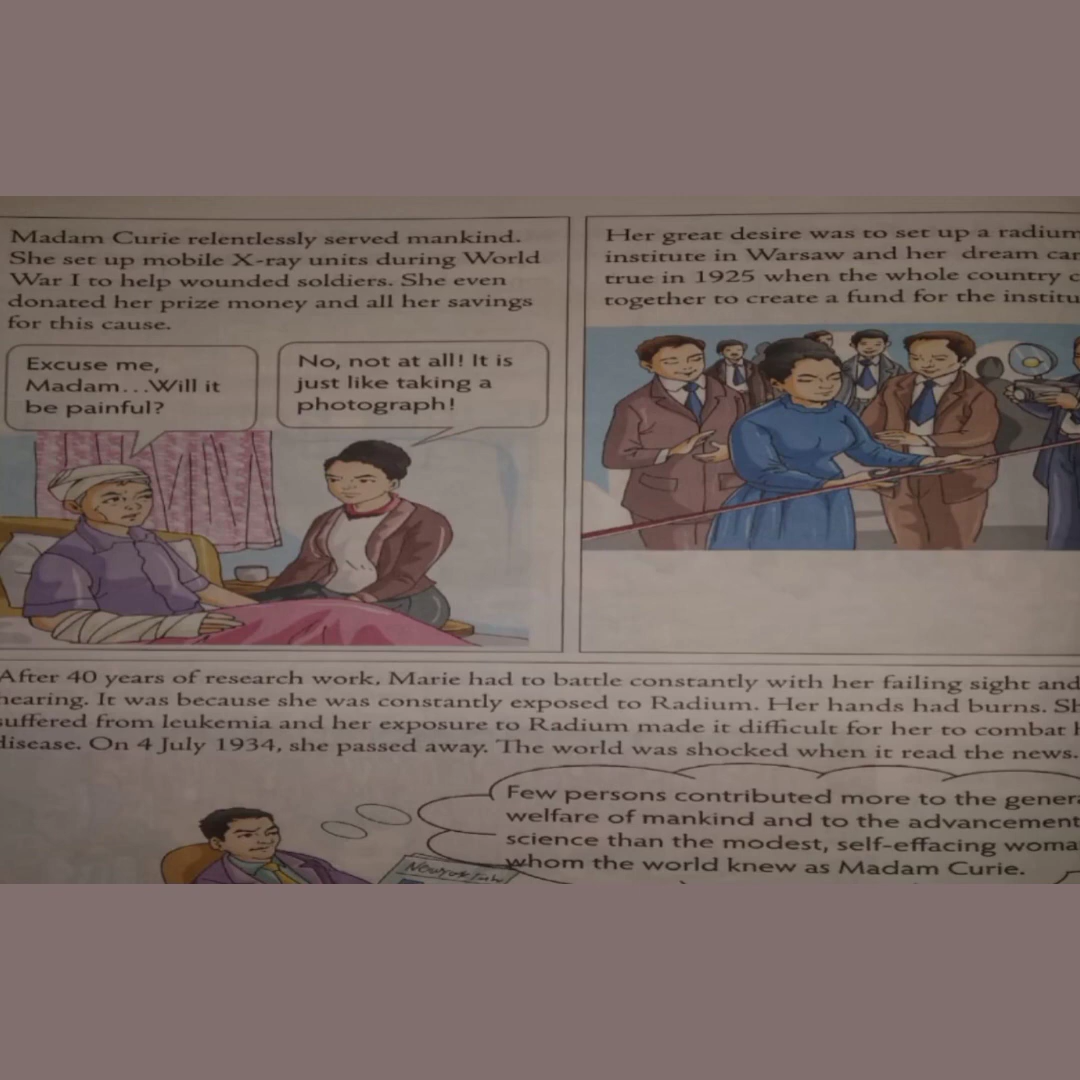 Madam Curie relentlessly served mankind.
She set up mobile X-ray units during World
War I to help wounded soldiers. She even
donated her prize money and all her savings
for this cause.
Excuse me,
Madam...Will it
be painful?
No, not at all! It is
just like taking a
photograph!
Her great desire was to set up a radium
institute in Warsaw and her dream
true in 1925 when the whole country
together to create a fund for the
After 40 years of research work, Marie had to battle constantly with her failing sight and
hearing. It was because she was constantly exposed to Radium. Her hands had burns.
suffered from leukemia and her exposure to Radium made it difficult for her to combat
disease. On 4 July 1934, she passed away. The world was shocked when it read the news.
Few persons contributed more to the
welfare of mankind and to the advancement
science than the modest, self-effacing
whom the world knew as Madam Curie.